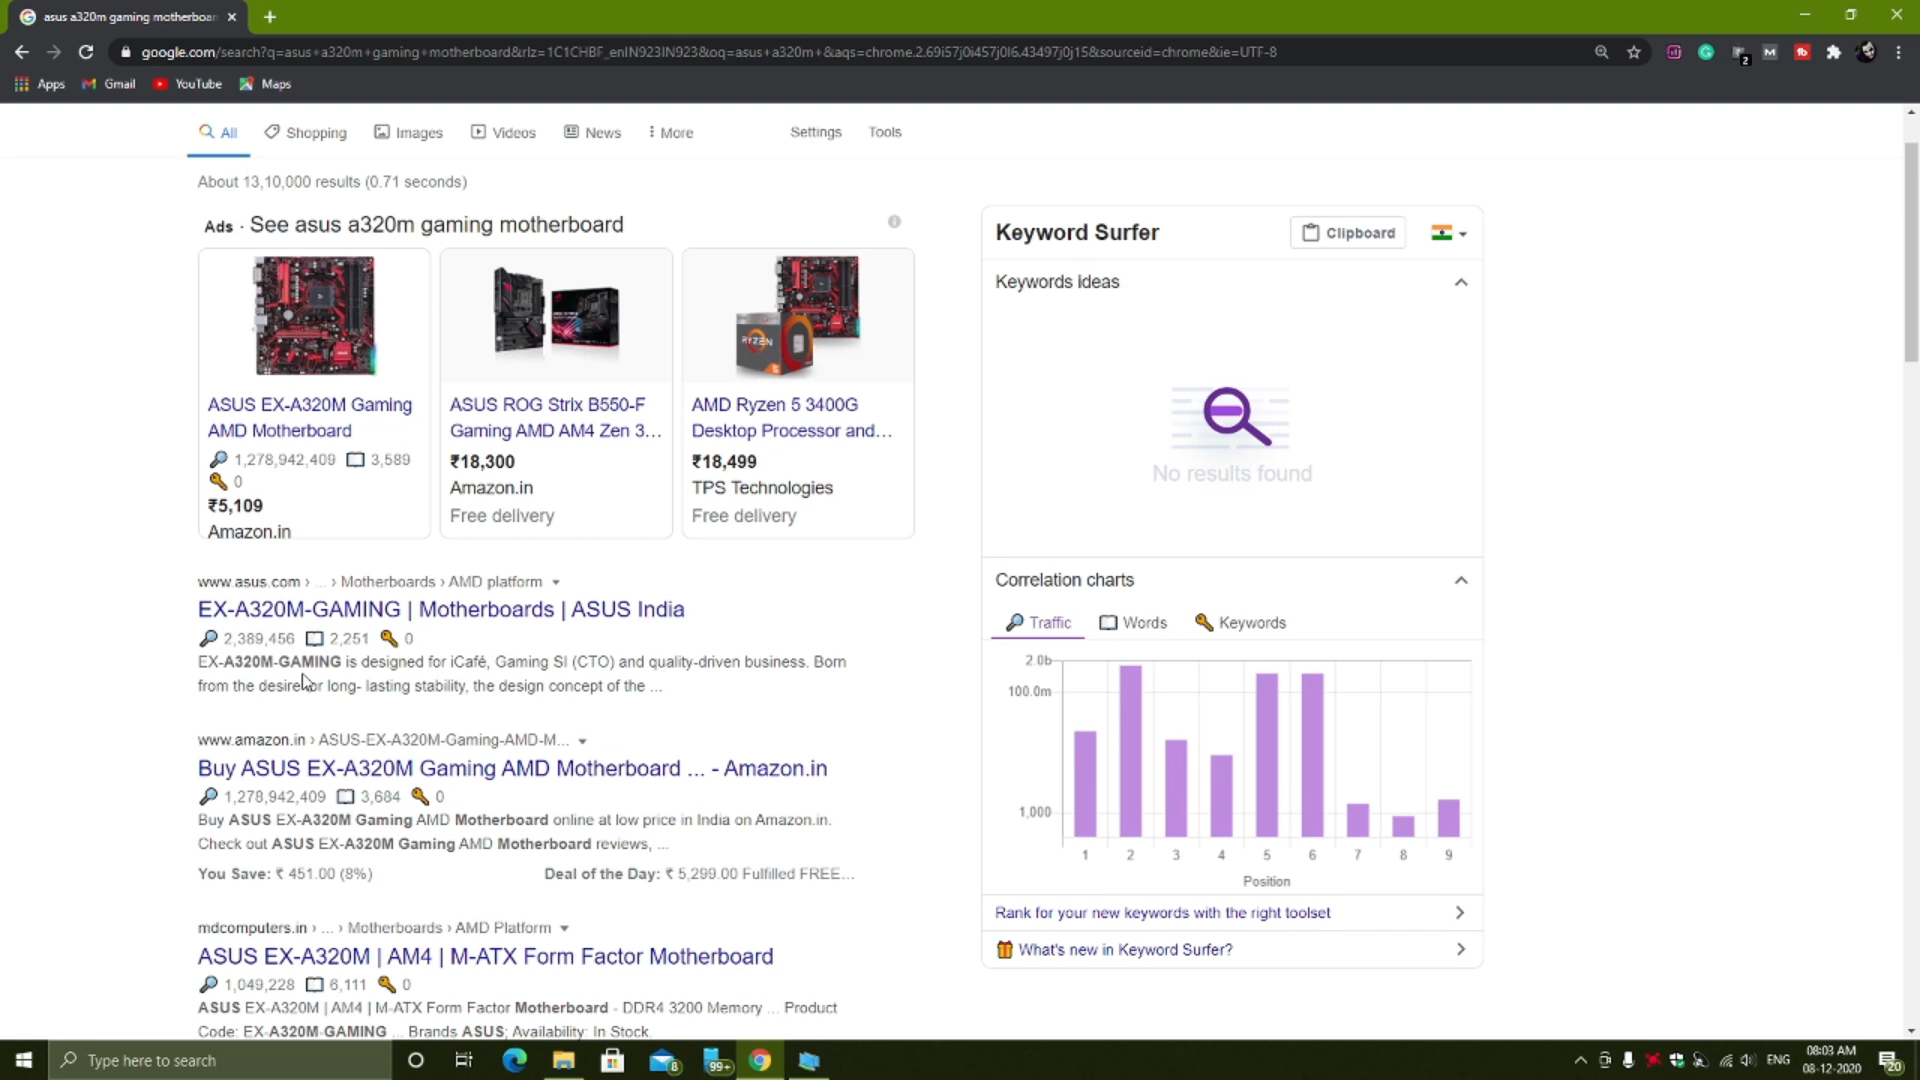 asus a320m gaming motherboar
google.com/search?q=asus+a320m+gaming+motherboard&rlz=1C1CHBF_enIN923IN923&oq=asus+a320m+&aqs=chrome.2.69i57j0i457j0l6.43497j0j15&sourceid=chrome&ie=UTF-8
2
Apps Gmail YouTube Maps
All Shopping Images Videos News More Settings Tools
About 13,10,000 results (0.71 seconds)
Ads · See asus a320m gaming motherboard
ASUS EX-A320M Gaming
AMD Motherboard
1,278,942,409 3,589
0
₹5,109
Amazon.in
ASUS ROG Strix B550-F
Gaming AMD AM4 Zen 3...
₹18,300
Amazon.in
Free delivery
RYZEN
AMD Ryzen 5 3400G
Desktop Processor and...
₹18,499
TPS Technologies
Free delivery
www.asus.com › ... › Motherboards › AMD platform
EX-A320M-GAMING | Motherboards | ASUS India
2,389,456 2,251 0
EX-A320M-GAMING is designed for iCafé, Gaming SI (CTO) and quality-driven business. Born
from the desire for long- lasting stability, the design concept of the ...
www.amazon.in › ASUS-EX-A320M-Gaming-AMD-M...
Buy ASUS EX-A320M Gaming AMD Motherboard ... - Amazon.in
1,278,942,409 3,684 0
Buy ASUS EX-A320M Gaming AMD Motherboard online at low price in India on Amazon.in.
Check out ASUS EX-A320M Gaming AMD Motherboard reviews, ...
You Save: ₹ 451.00 (8%) Deal of the Day: ₹ 5,299.00 Fulfilled FREE...
mdcomputers.in › ... › Motherboards › AMD Platform
ASUS EX-A320M | AM4 | M-ATX Form Factor Motherboard
1,049,228 6,111 0
ASUS EX-A320M | AM4 | M-ATX Form Factor Motherboard - DDR4 3200 Memory ... Product
Code: EX-A320M-GAMING ... Brands ASUS; Availability: In Stock.
Keyword Surfer
Clipboard
Keywords Ideas
No results found
Correlation charts
Traffic Words Keywords
2.0b
100.0m
1,000
1 2 3 4 5 6 7 8 9
Position
Rank for your new keywords with the right toolset
What's new in Keyword Surfer?
Type here to search
8
99+
ENG
08:03 AM
08-12-2020
20